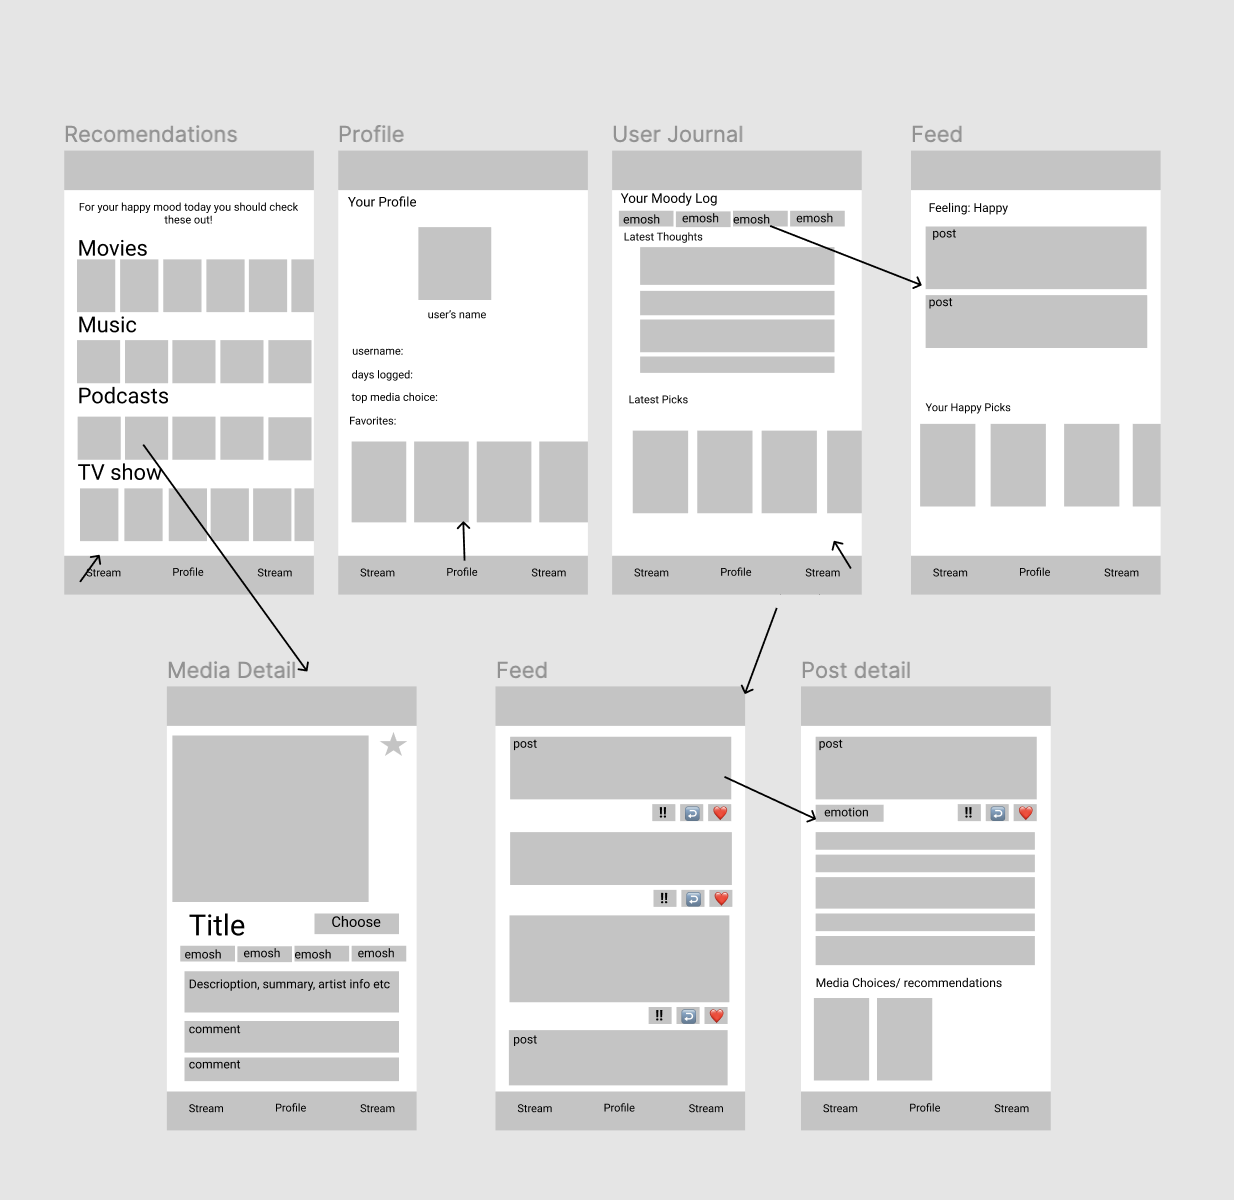 Recomendations
For your happy mood today you should check
these out!
Movies
Music
Podcasts
TV show
Stream
Profile
Stream
Profile
Your Profile
user's name
username:
days logged:
top media choice:
Favorites:
Stream
Profile
Stream
User Journal
Your Moody Log
emosh
emosh
emosh
emosh
Latest Thoughts
Latest Picks
Stream
Profile
Stream
Feed
Feeling: Happy
post
post
Your Happy Picks
Stream
Profile
Stream
Media Detail
Title
Choose
emosh
emosh
emosh
emosh
Descrioption, summary, artist info etc
comment
comment
Stream
Profile
Stream
Feed
post
‼
↩
❤️
‼
↩
❤️
‼
↩
❤️
post
Stream
Profile
Stream
Post detail
post
emotion
‼
↩
❤️
Media Choices/ recommendations
Stream
Profile
Stream